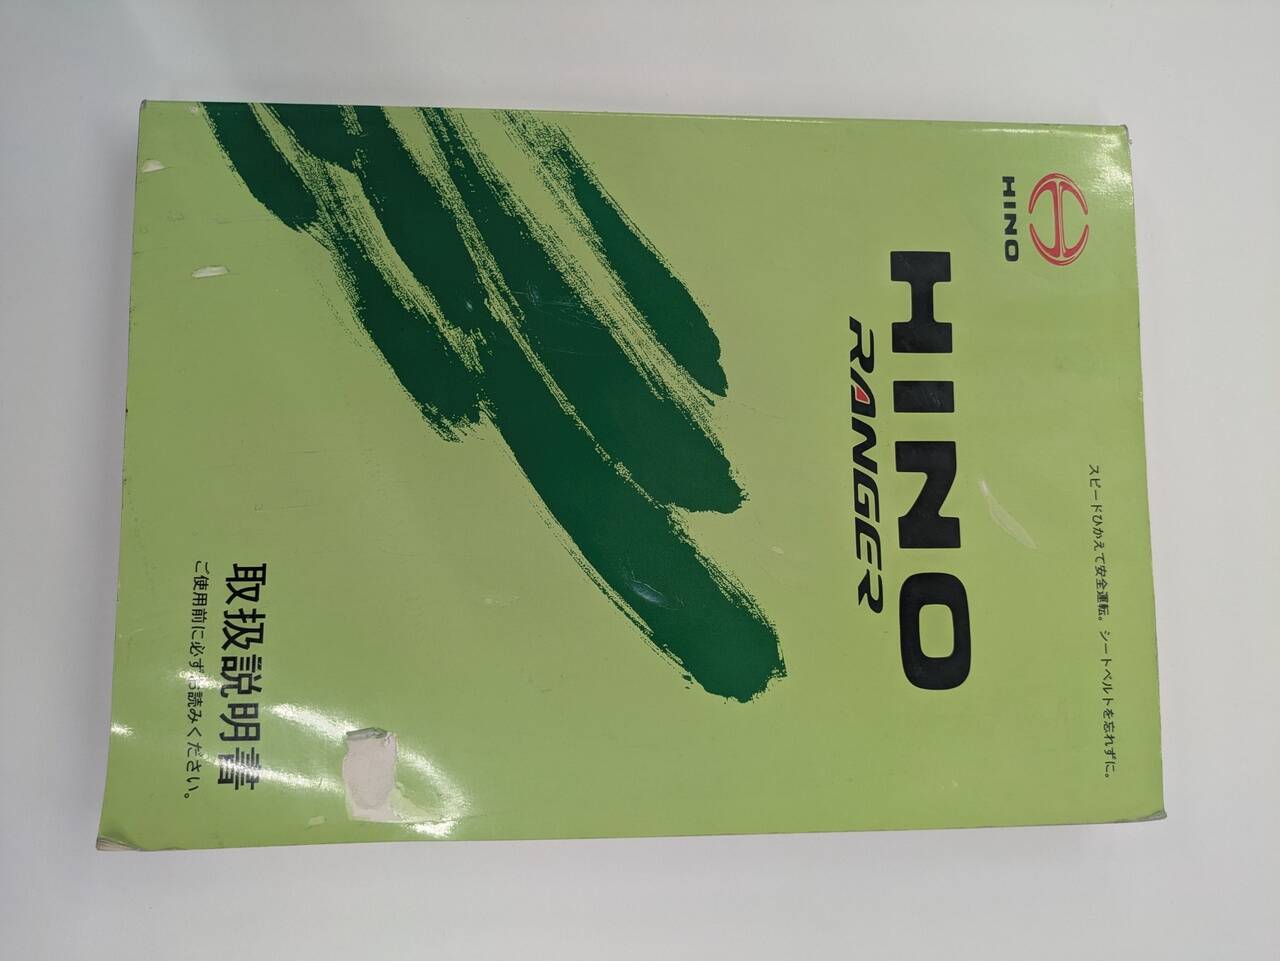 HINO
スピードひかえて安全運転。シートベルトを忘れずに。
HINO
RANGER
取扱説明書
ご使用前に必ずお読みください。